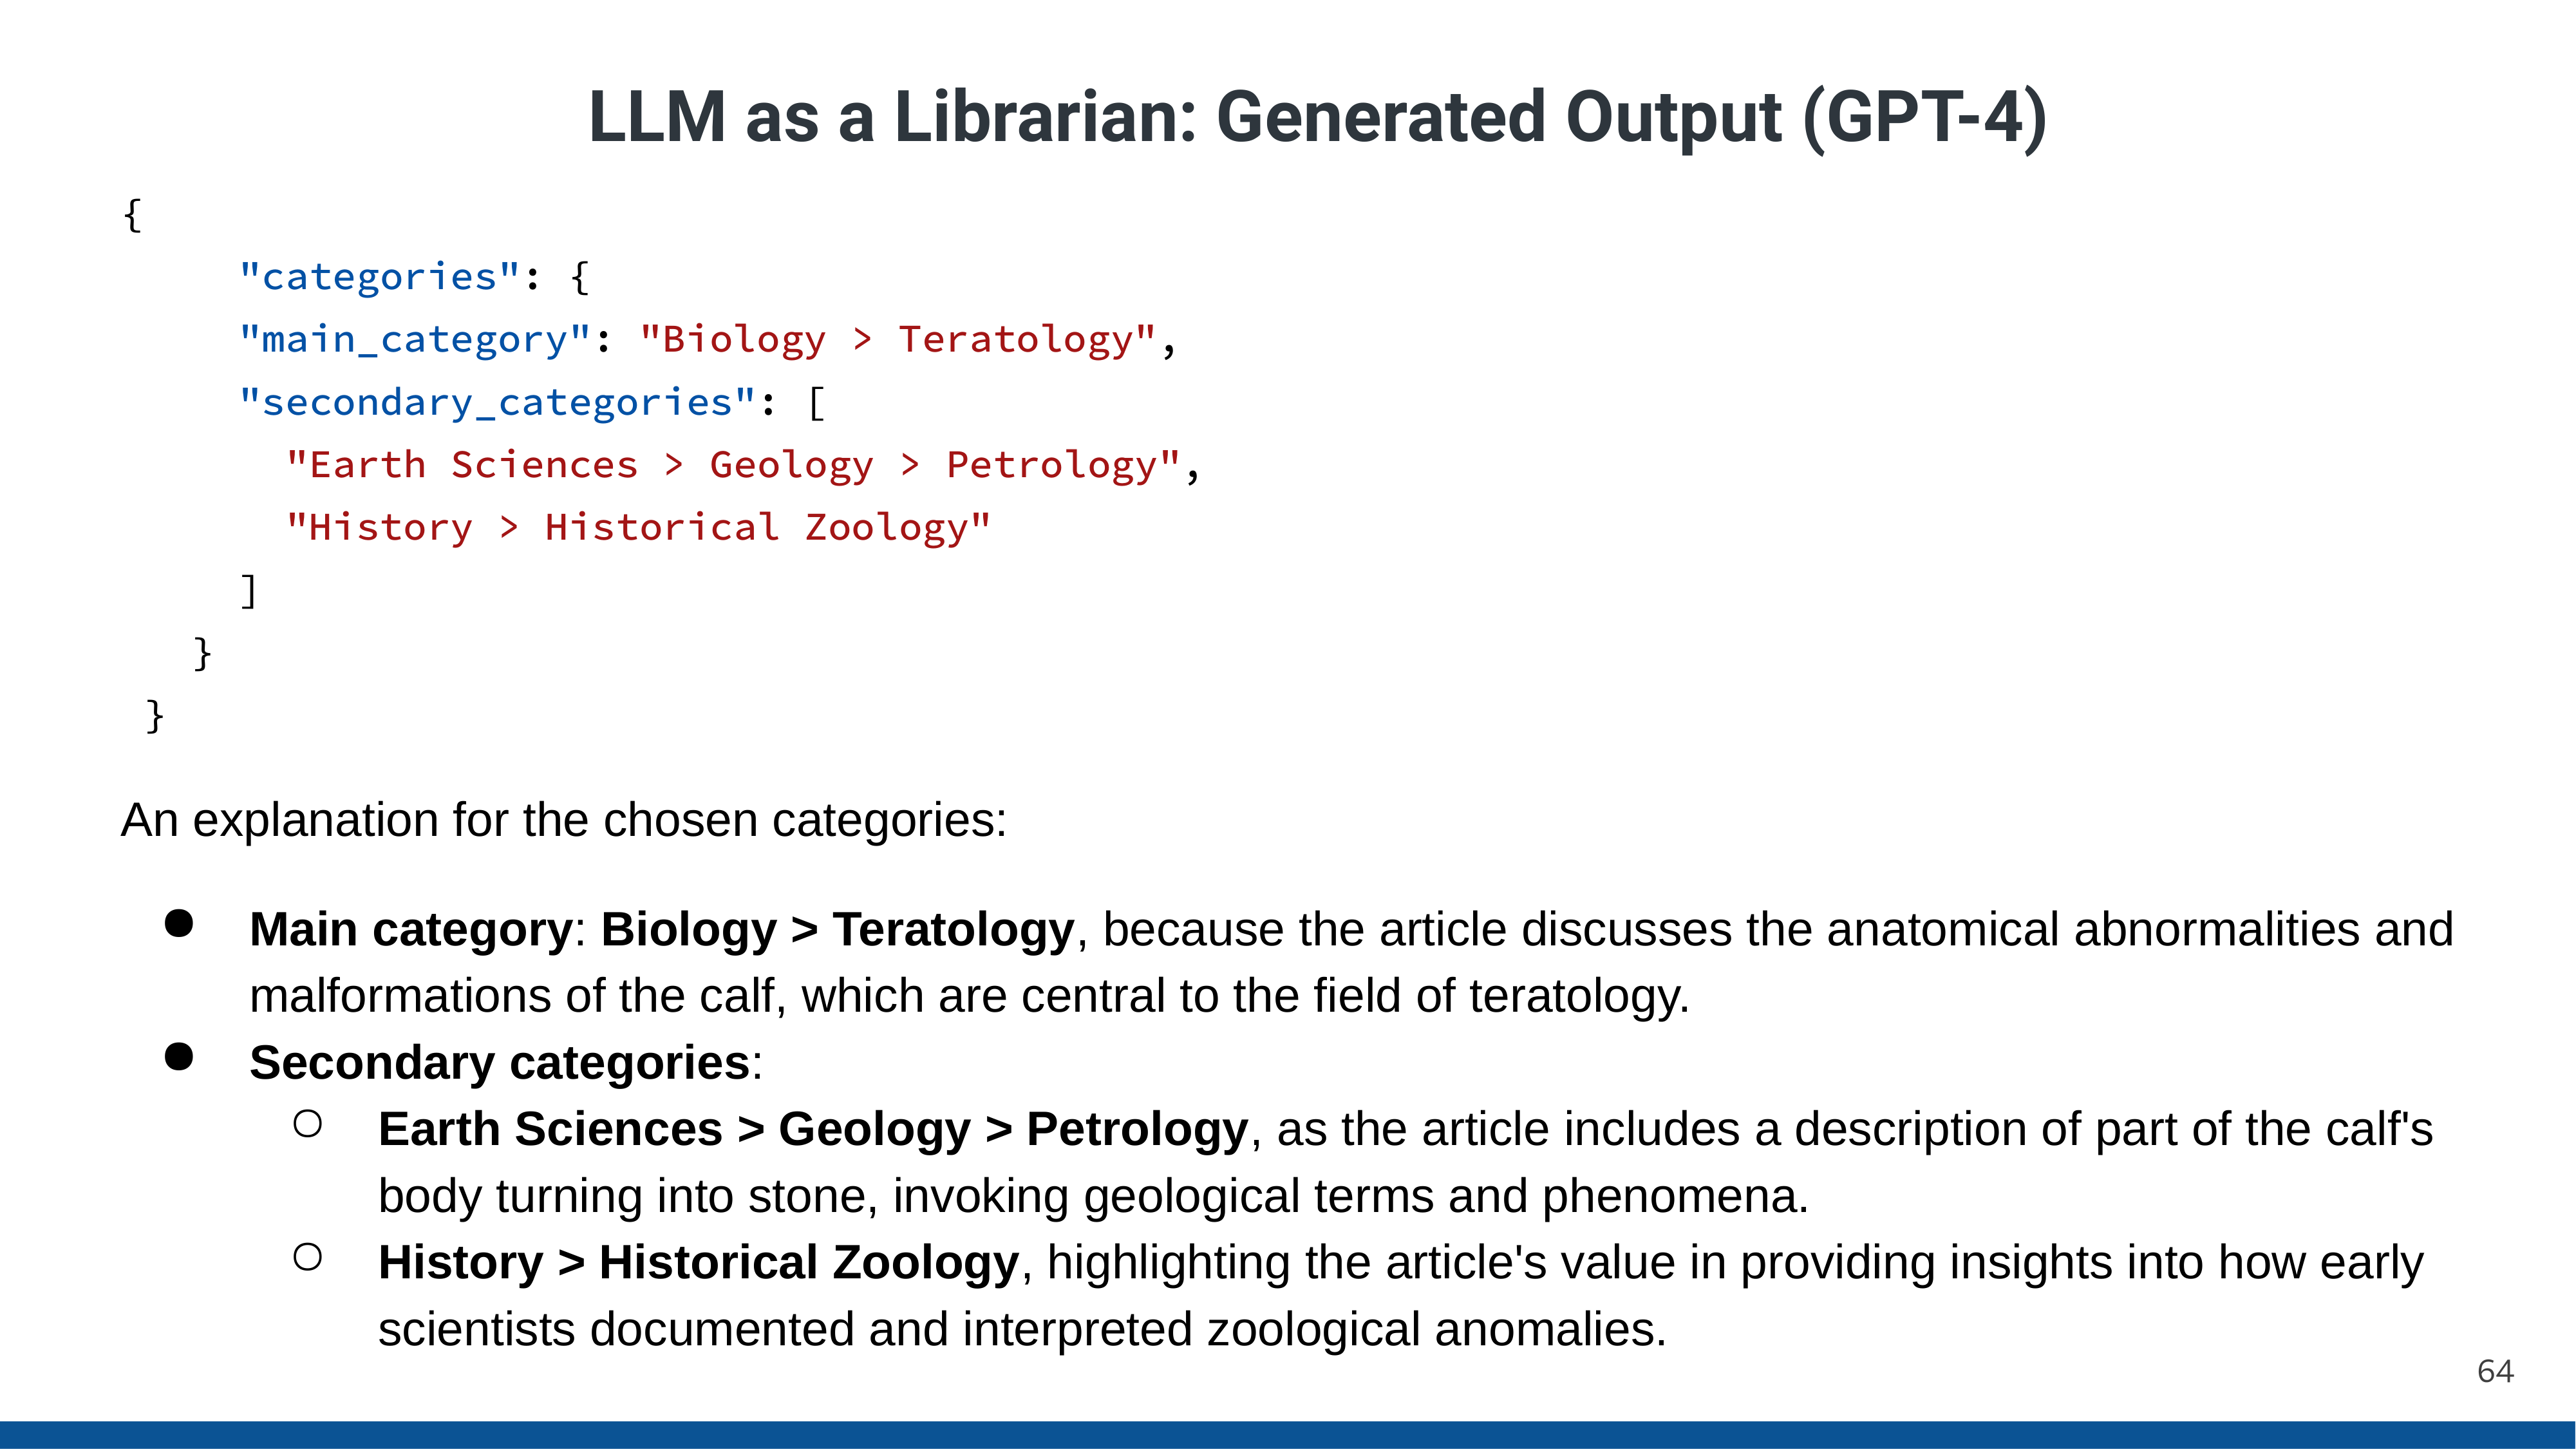 LLM as a Librarian: Generated Output (GPT-4)
{
"categories": {
"main_category": "Biology > Teratology",
"secondary_categories": [
"Earth Sciences > Geology > Petrology",
"History > Historical Zoology"
]
}
}
An explanation for the chosen categories:
● Main category: Biology > Teratology, because the article discusses the anatomical abnormalities and
malformations of the calf, which are central to the field of teratology.
● Secondary categories:
○ Earth Sciences > Geology > Petrology, as the article includes a description of part of the calf's
body turning into stone, invoking geological terms and phenomena.
○ History > Historical Zoology, highlighting the article's value in providing insights into how early
scientists documented and interpreted zoological anomalies.
64